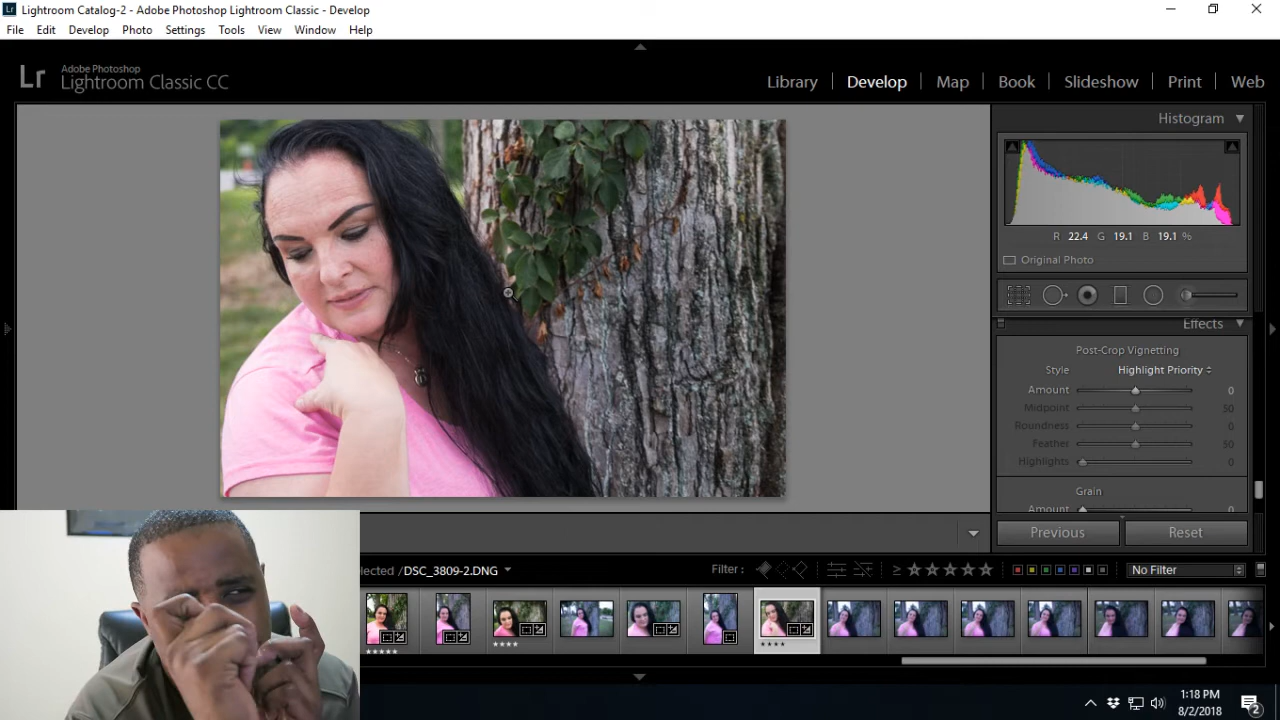 Lightroom Catalog-2 - Adobe Photoshop Lightroom Classic - Develop
File Edit Develop Photo Settings Tools View Window Help
Lr Adobe Photoshop
Lightroom Classic CC
Library Develop Map Book Slideshow Print Web
Histogram
R 22.4 G 19.1 B 19.1 %
Original Photo
Effects
Post-Crop Vignetting
Style Highlight Priority
Amount 0
Midpoint 50
Roundness 0
Feather 50
Highlights 0
Grain
Amount 0
Previous Reset
lected / DSC_3809-2.DNG Filter : ≥ No Filter
1:18 PM
8/2/2018
2